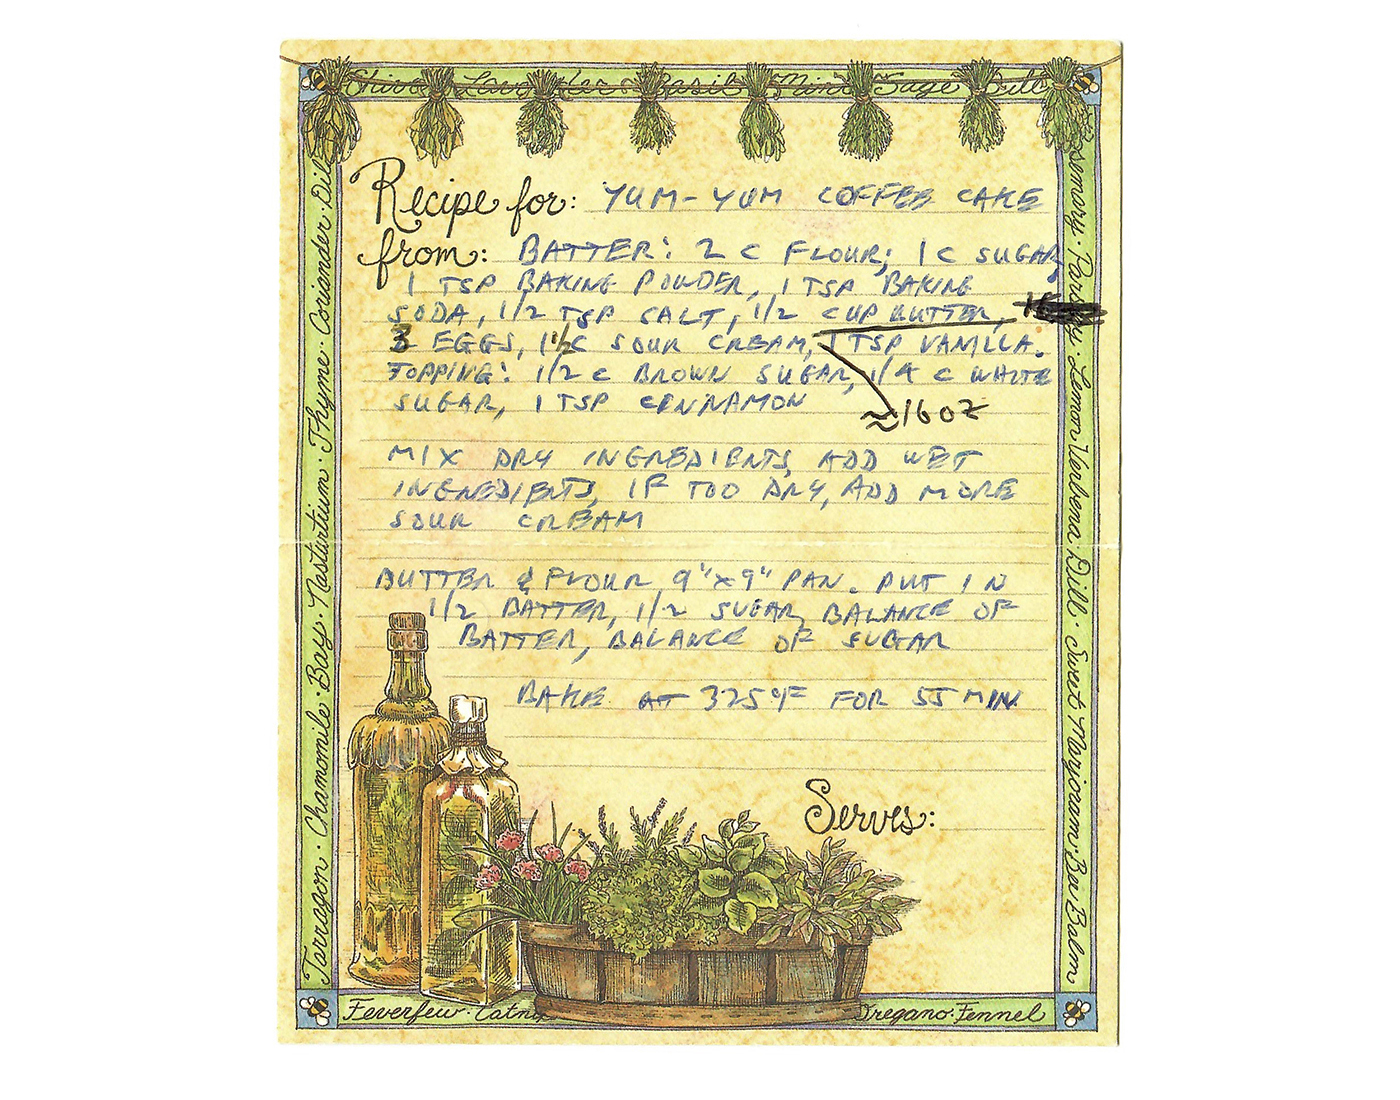 Chives Lavender Basil Mint Sage Dill
Recipe for: YUM-YUM COFFEE CAKE
from: BATTER: 2 C FLOUR; 1 C SUGAR,
1 TSP BAKING POWDER, 1 TSP BAKING
SODA, 1/2 TSP SALT, 1/2 CUP BUTTER,
3 EGGS, 1 1/2 C SOUR CREAM, 1 TSP VANILLA.
TOPPING: 1/2 C BROWN SUGAR, 1/4 C WHITE
SUGAR, 1 TSP CINNAMON
≈16 OZ
MIX DRY INGREDIENTS, ADD WET
INGREDIENTS, IF TOO DRY, ADD MORE
SOUR CREAM
BUTTER & FLOUR 9"x9" PAN. PUT IN
1/2 BATTER, 1/2 SUGAR, BALANCE OF
BATTER, BALANCE OF SUGAR
BAKE AT 325°F FOR 55 MIN.
Serves:
Tarragon · Chamomile · Bay · Nasturtium · Thyme · Coriander · Dill
Rosemary · Parsley · Lemon Verbena · Dill · Sweet Marjoram · Bee Balm
Feverfew · Catnip Oregano · Fennel